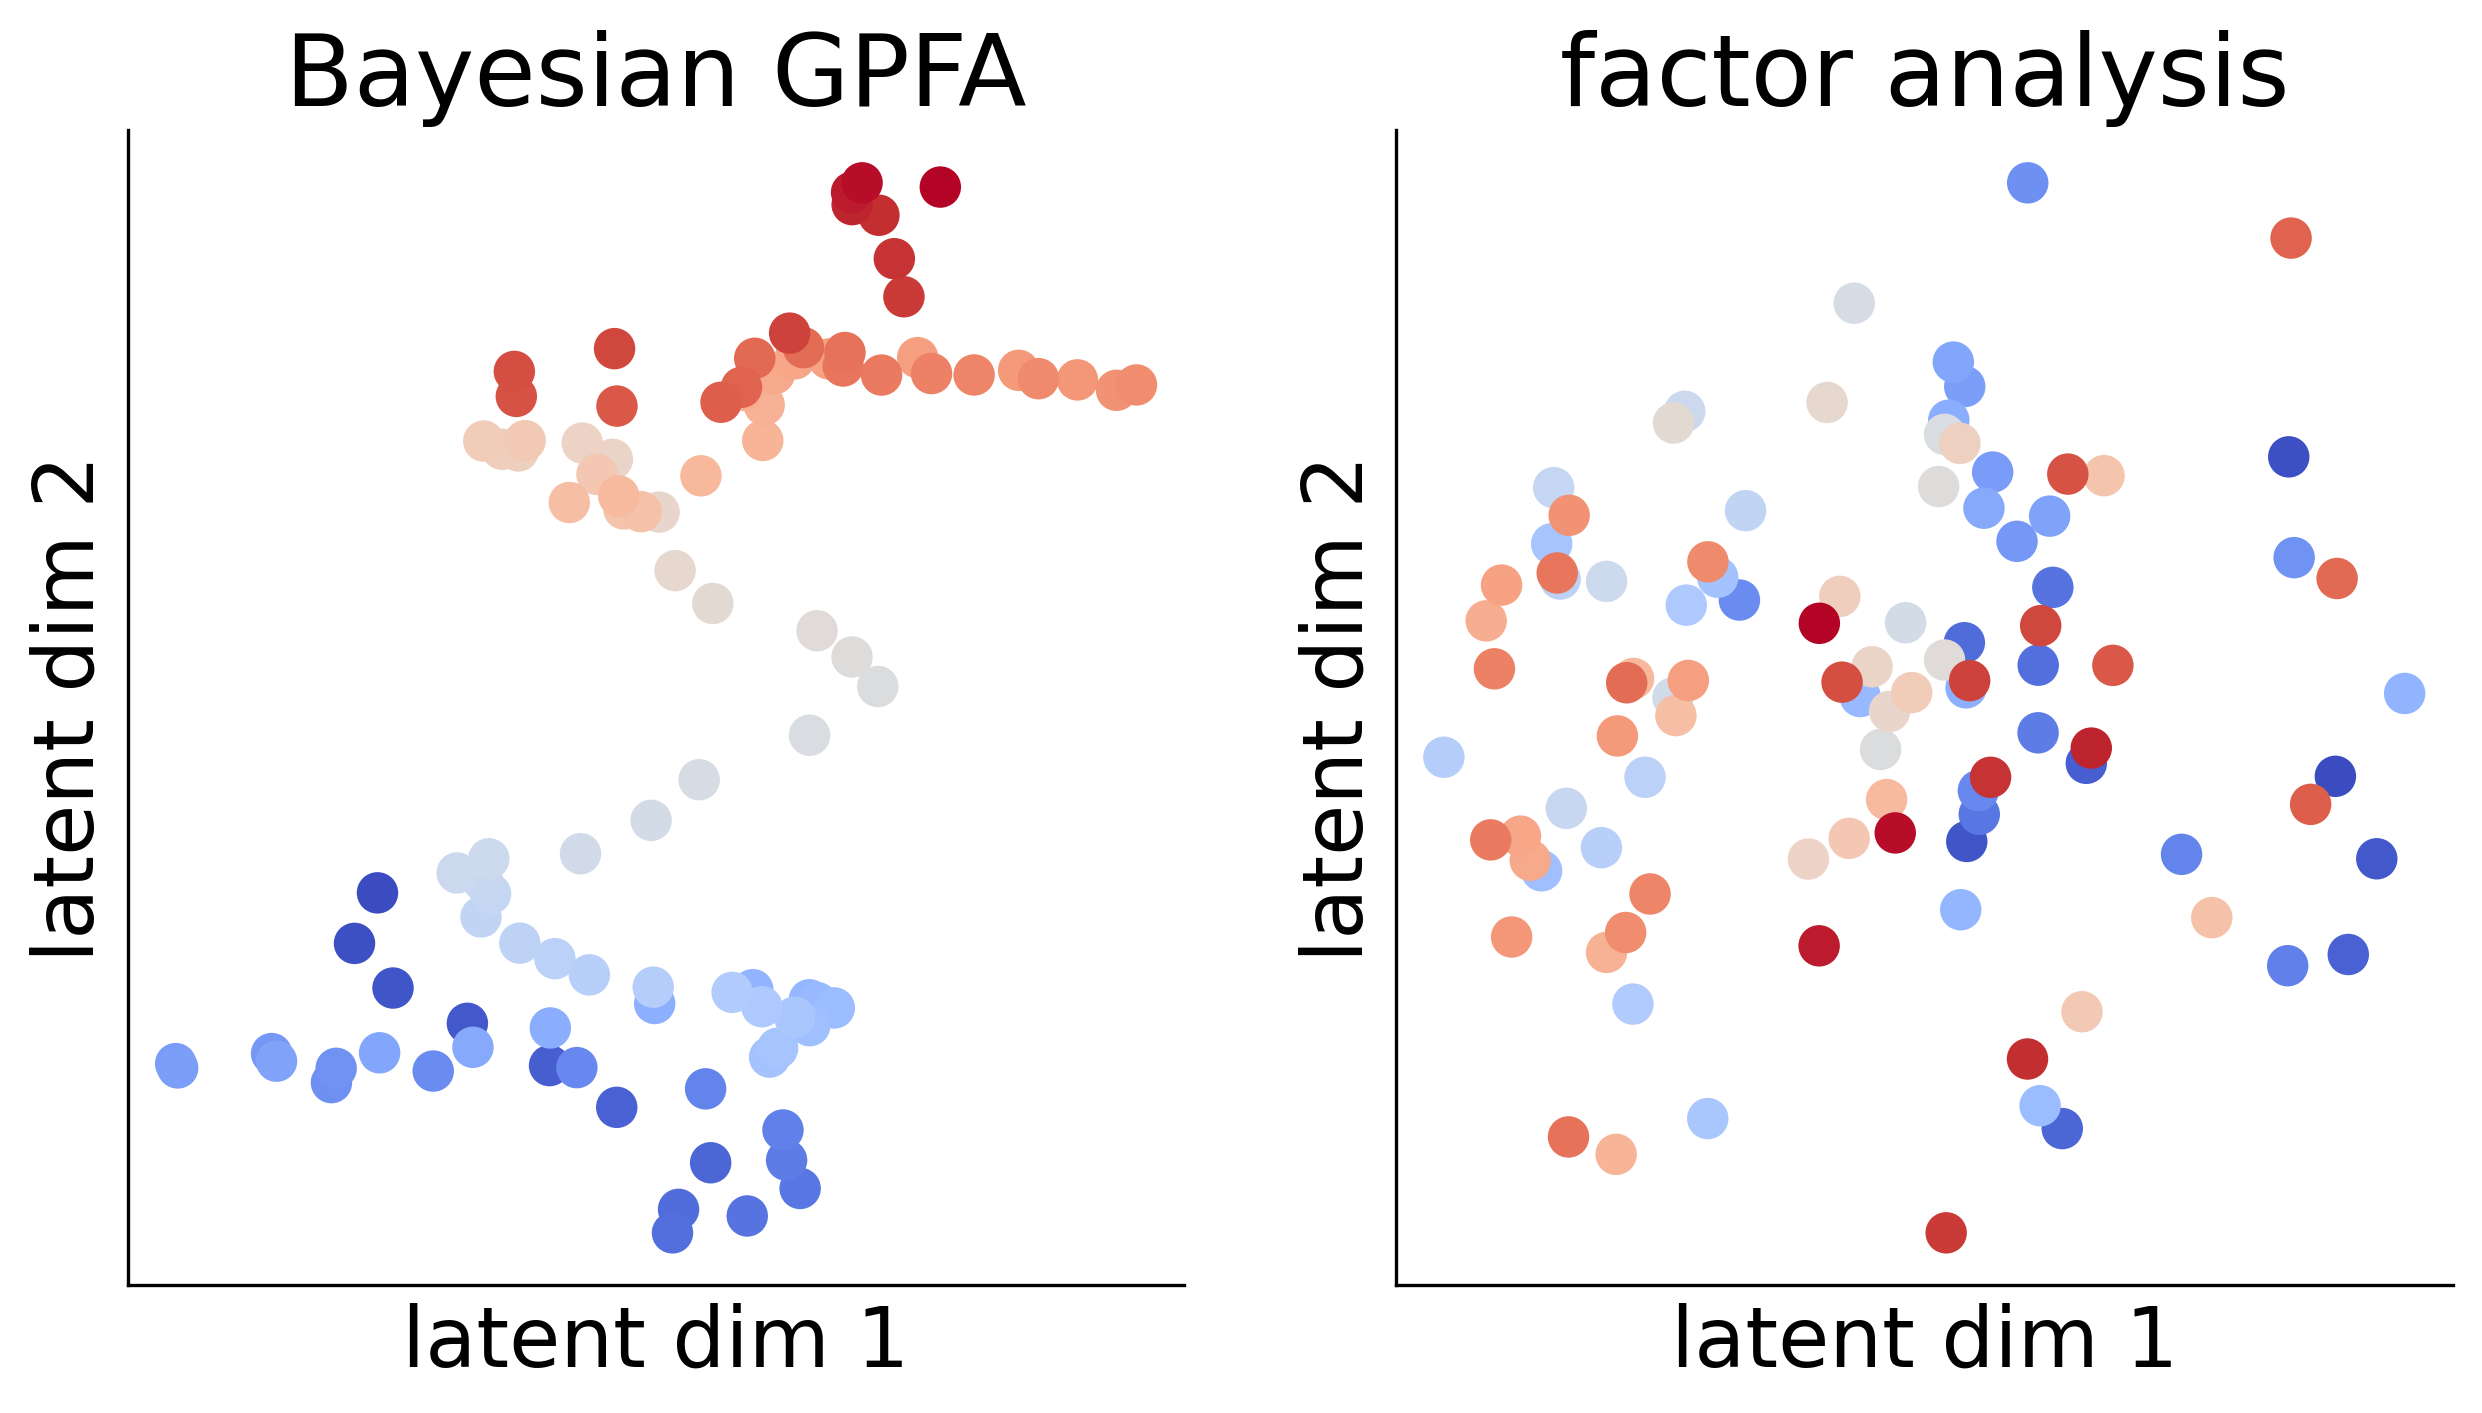 Bayesian GPFA
factor analysis
latent dim 2
latent dim 1
latent dim 2
latent dim 1